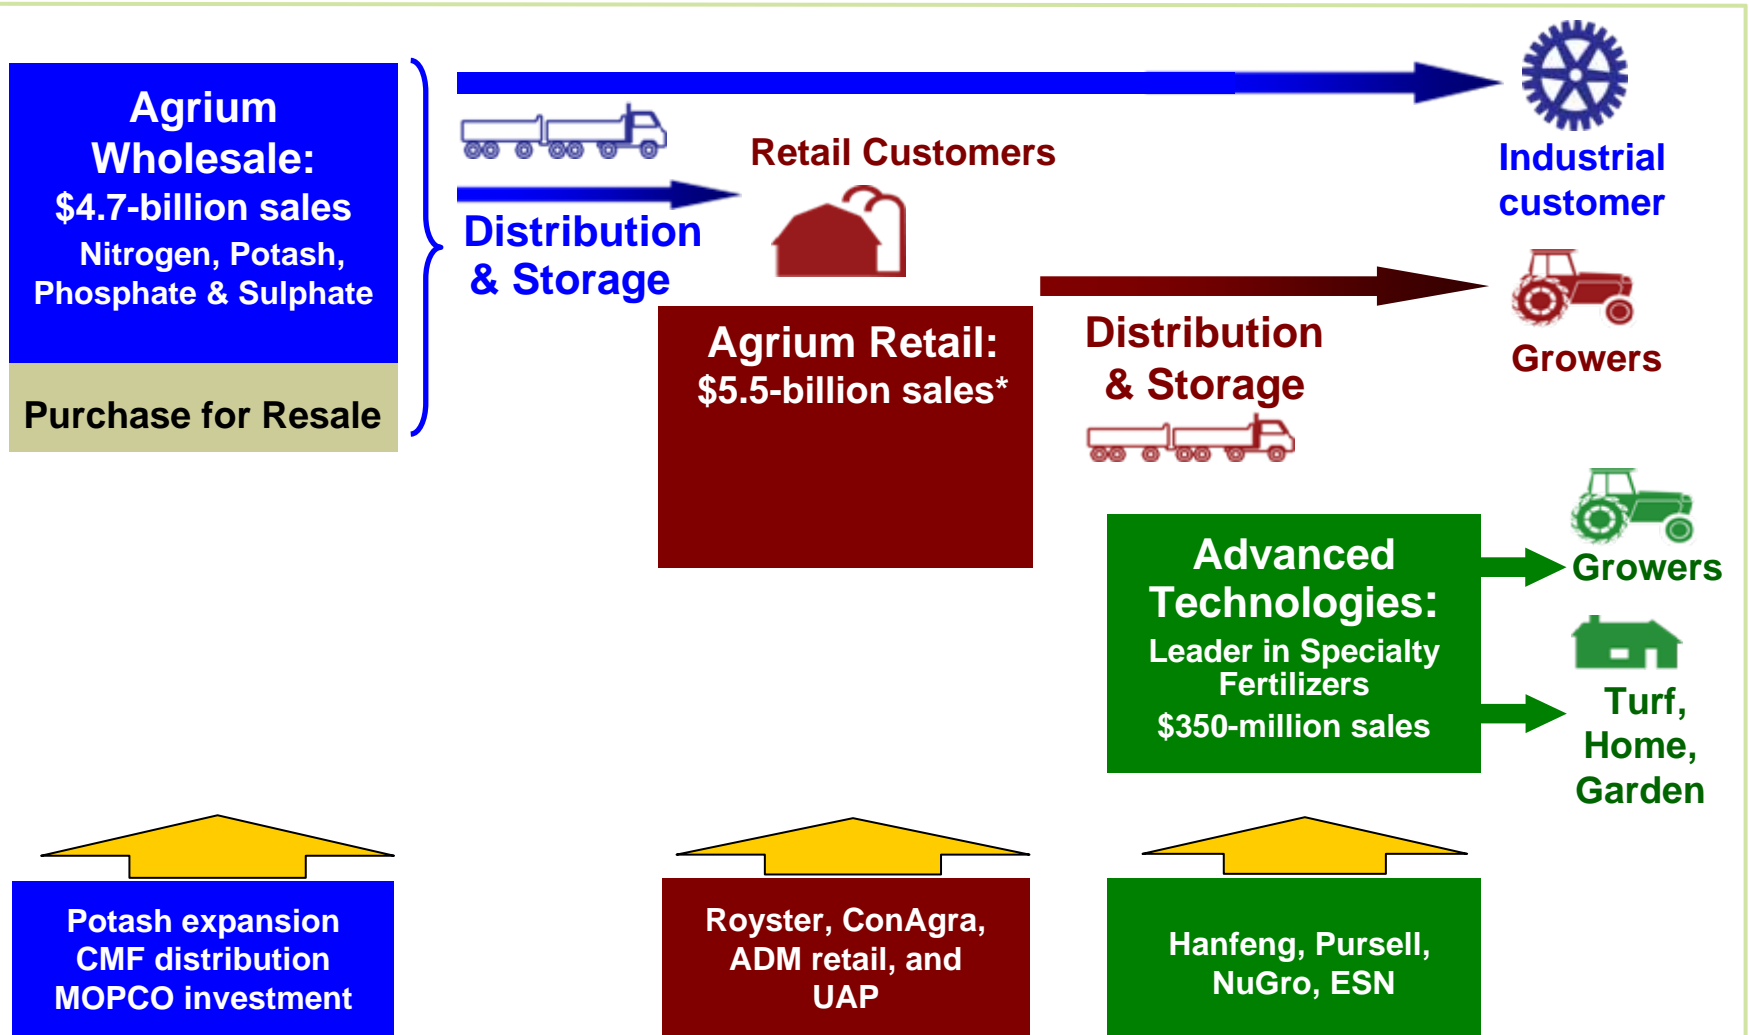 Agrium
Wholesale:
$4.7-billion sales
Nitrogen, Potash,
Phosphate & Sulphate
Purchase for Resale
Distribution
& Storage
Retail Customers
Agrium Retail:
$5.5-billion sales*
Distribution
& Storage
Industrial
customer
Growers
Advanced
Technologies:
Leader in Specialty
Fertilizers
$350-million sales
Growers
Turf,
Home,
Garden
Potash expansion
CMF distribution
MOPCO investment
Royster, ConAgra,
ADM retail, and
UAP
Hanfeng, Pursell,
NuGro, ESN